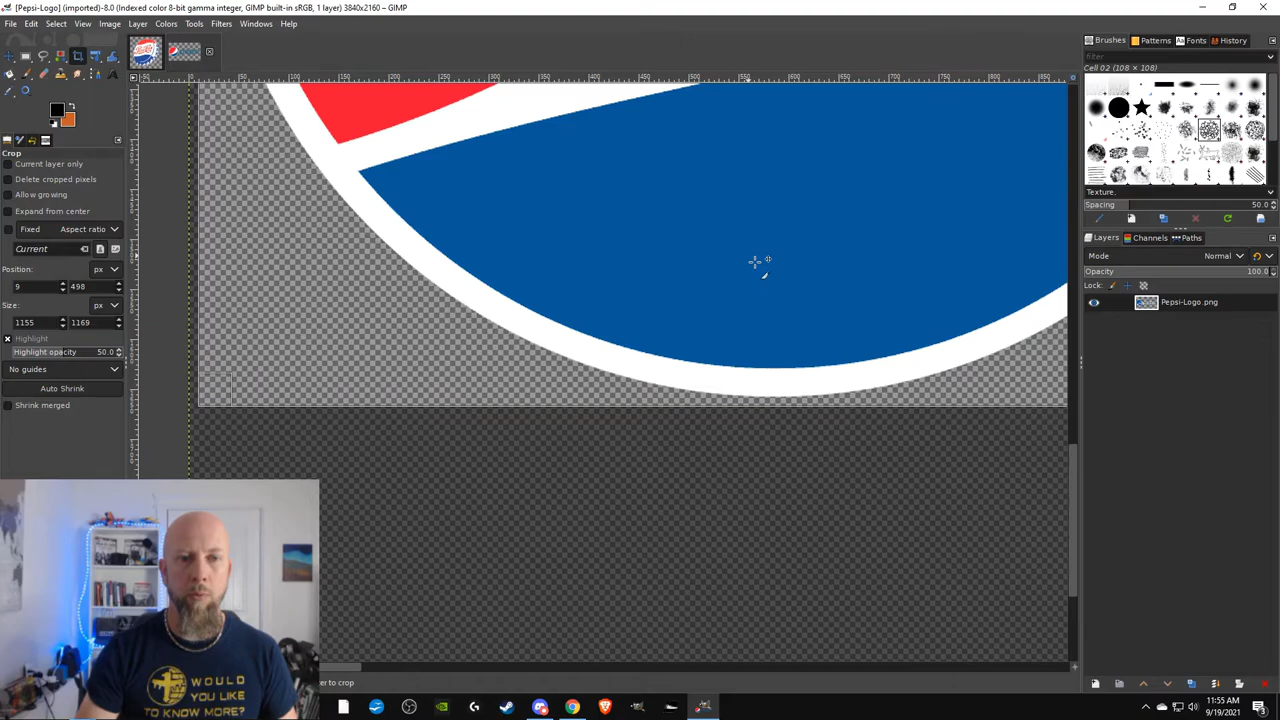 [Pepsi-Logo] (imported)-8.0 (Indexed color 8-bit gamma integer, GIMP built-in sRGB, 1 layer) 3840x2160 – GIMP
File Edit Select View Image Layer Colors Tools Filters Windows Help
Crop
Current layer only
Delete cropped pixels
Allow growing
Expand from center
Fixed Aspect ratio
Current
Position: px
9 498
Size: px
1155 1169
Highlight
Highlight opacity 50.0
No guides
Auto Shrink
Shrink merged
Brushes Patterns Fonts History
filter
Cell 02 (108 × 108)
Texture,
Spacing 50.0
Layers Channels Paths
Mode Normal
Opacity 100.0
Lock:
Pepsi-Logo.png
ter to crop
WOULD
YOU LIKE
TO KNOW MORE?
11:55 AM
9/19/2021